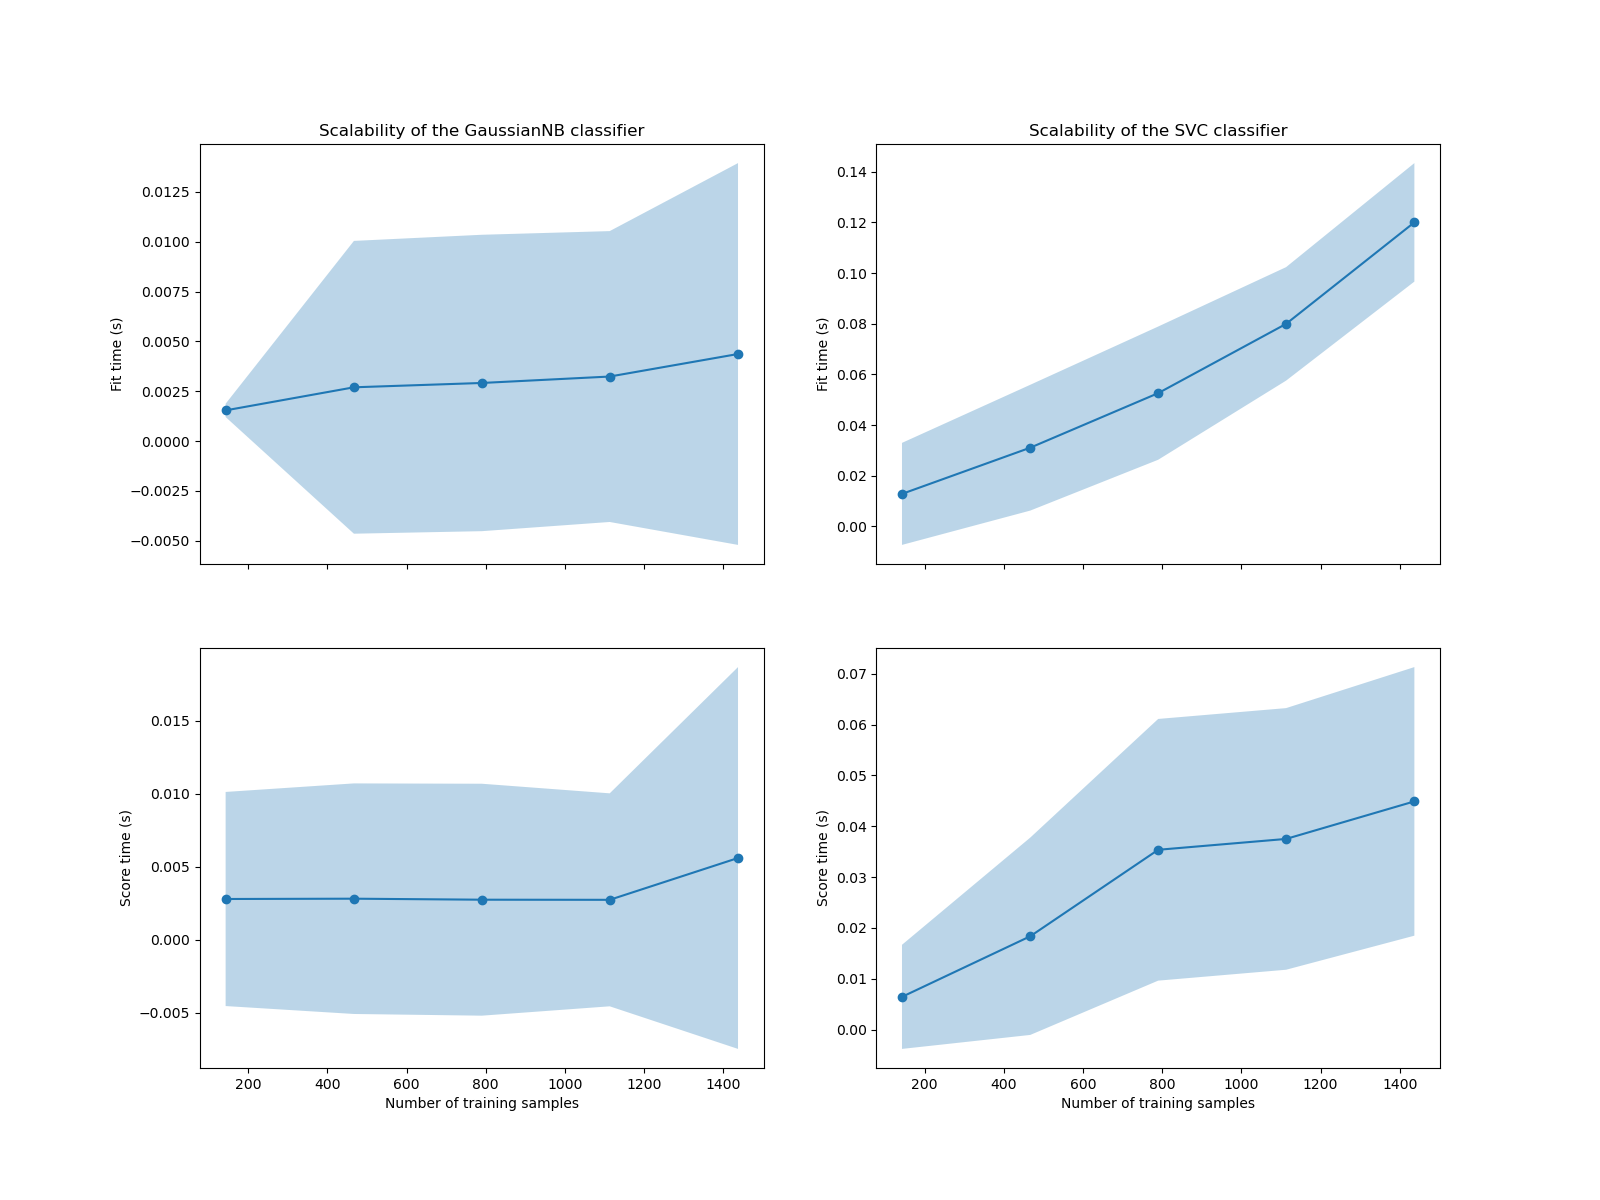 Scalability of the GaussianNB classifier
Fit time (s)
0.0125
0.0100
0.0075
0.0050
0.0025
0.0000
−0.0025
−0.0050
Scalability of the SVC classifier
Fit time (s)
0.14
0.12
0.10
0.08
0.06
0.04
0.02
0.00
Score time (s)
0.015
0.010
0.005
0.000
−0.005
200 400 600 800 1000 1200 1400
Number of training samples
Score time (s)
0.07
0.06
0.05
0.04
0.03
0.02
0.01
0.00
200 400 600 800 1000 1200 1400
Number of training samples